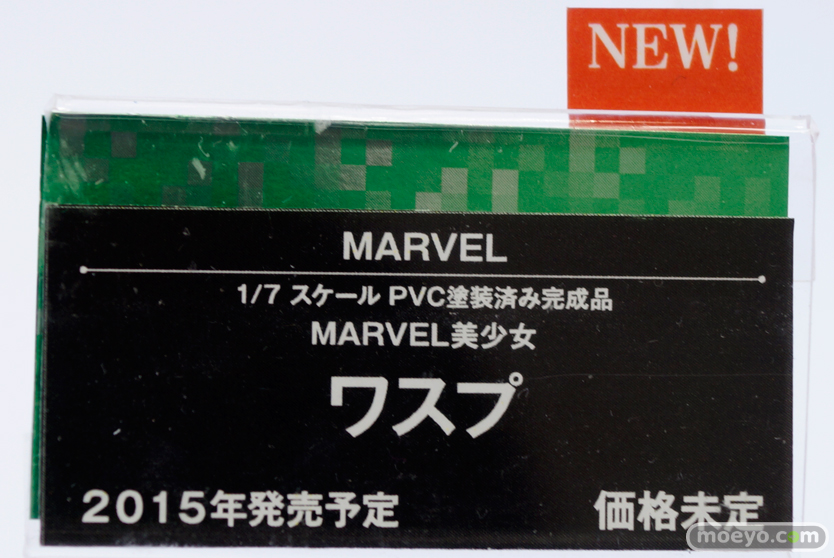 NEW!
MARVEL
1/7 スケール PVC塗装済み完成品
MARVEL美少女
ワスプ
2015年発売予定 価格未定
moeyo.com